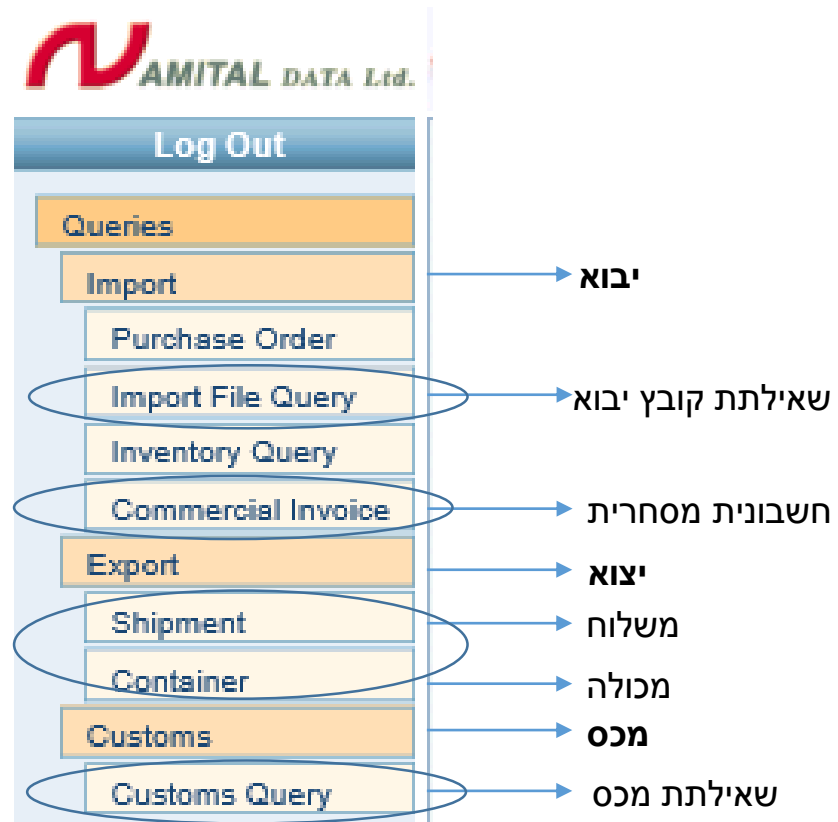 AMITAL DATA Ltd.
Log Out
Queries
Import יבוא
Purchase Order
Import File Query שאילתת קובץ יבוא
Inventory Query
Commercial Invoice חשבונית מסחרית
Export יצוא
Shipment משלוח
Container מכולה
Customs מכס
Customs Query שאילתת מכס